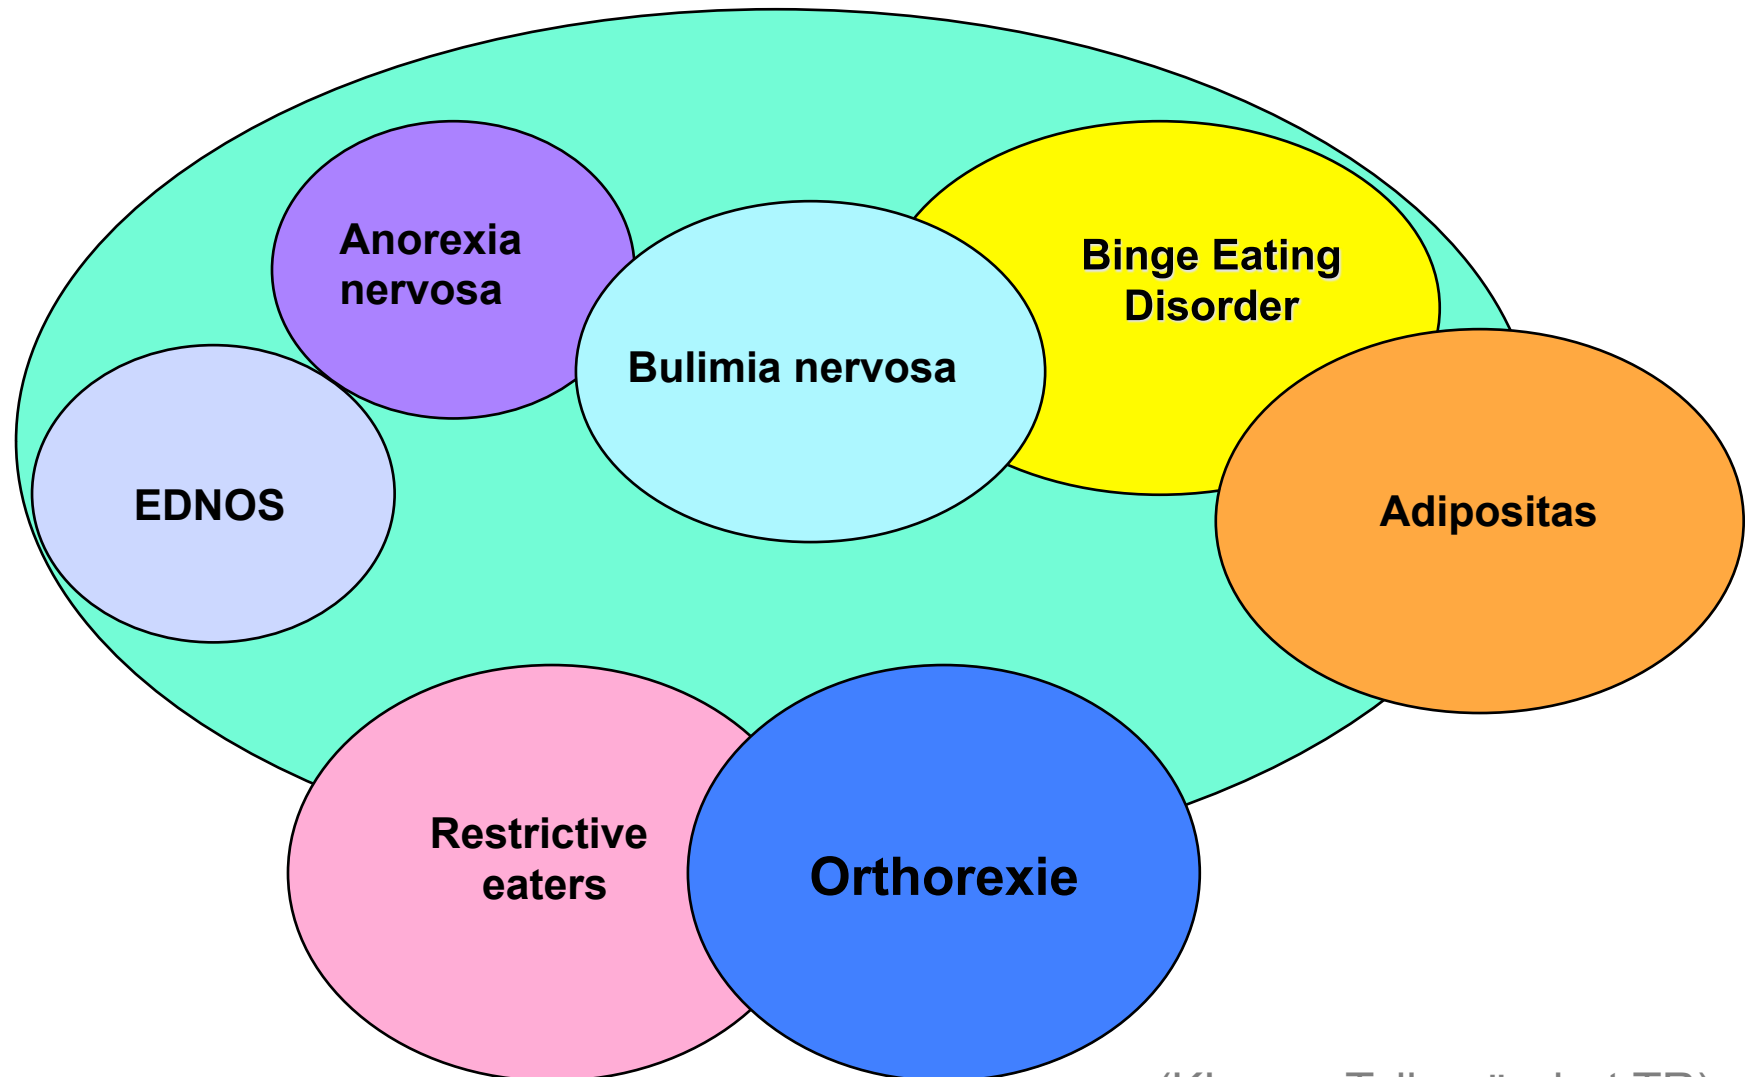 Anorexia
nervosa
Binge Eating
Disorder
Bulimia nervosa
EDNOS
Adipositas
Restrictive
eaters
Orthorexie